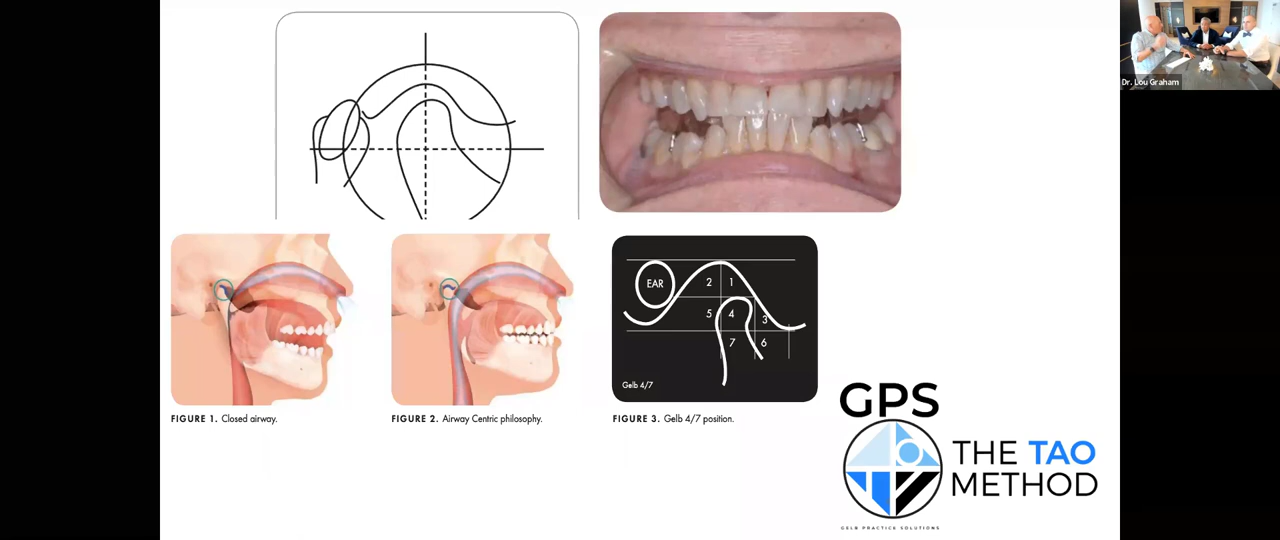 Dr. Lou Graham
EAR
2
1
5
4
3
7
6
Gelb 4/7
FIGURE 1. Closed airway.
FIGURE 2. Airway Centric philosophy.
FIGURE 3. Gelb 4/7 position.
GPS
THE TAO
METHOD
GELB PRACTICE SOLUTIONS